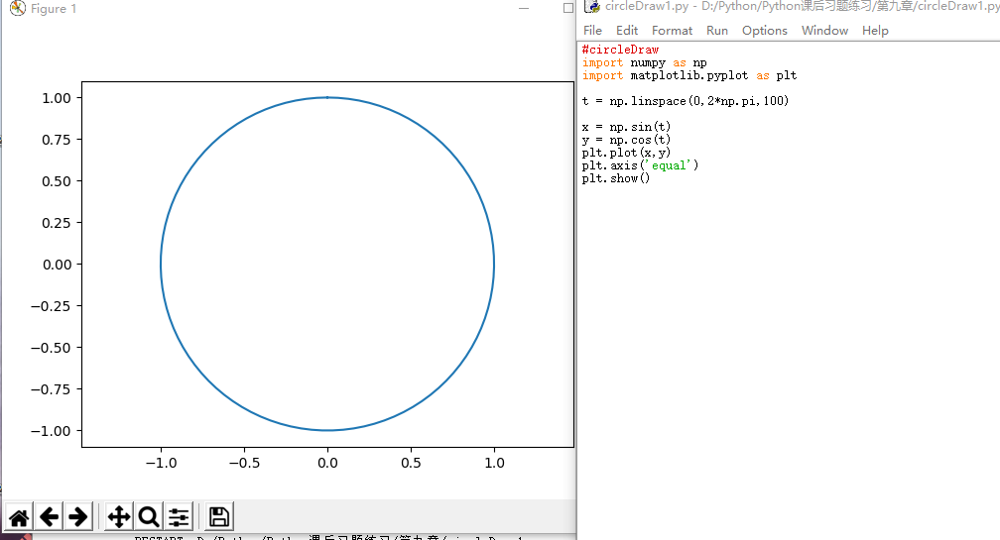 Figure 1
1.00
0.75
0.50
0.25
0.00
−0.25
−0.50
−0.75
−1.00
−1.0 −0.5 0.0 0.5 1.0
circleDraw1.py - D:/Python/Python课后习题练习/第九章/circleDraw1.py
File Edit Format Run Options Window Help
#circleDraw
import numpy as np
import matplotlib.pyplot as plt
t = np.linspace(0,2*np.pi,100)
x = np.sin(t)
y = np.cos(t)
plt.plot(x,y)
plt.axis('equal')
plt.show()